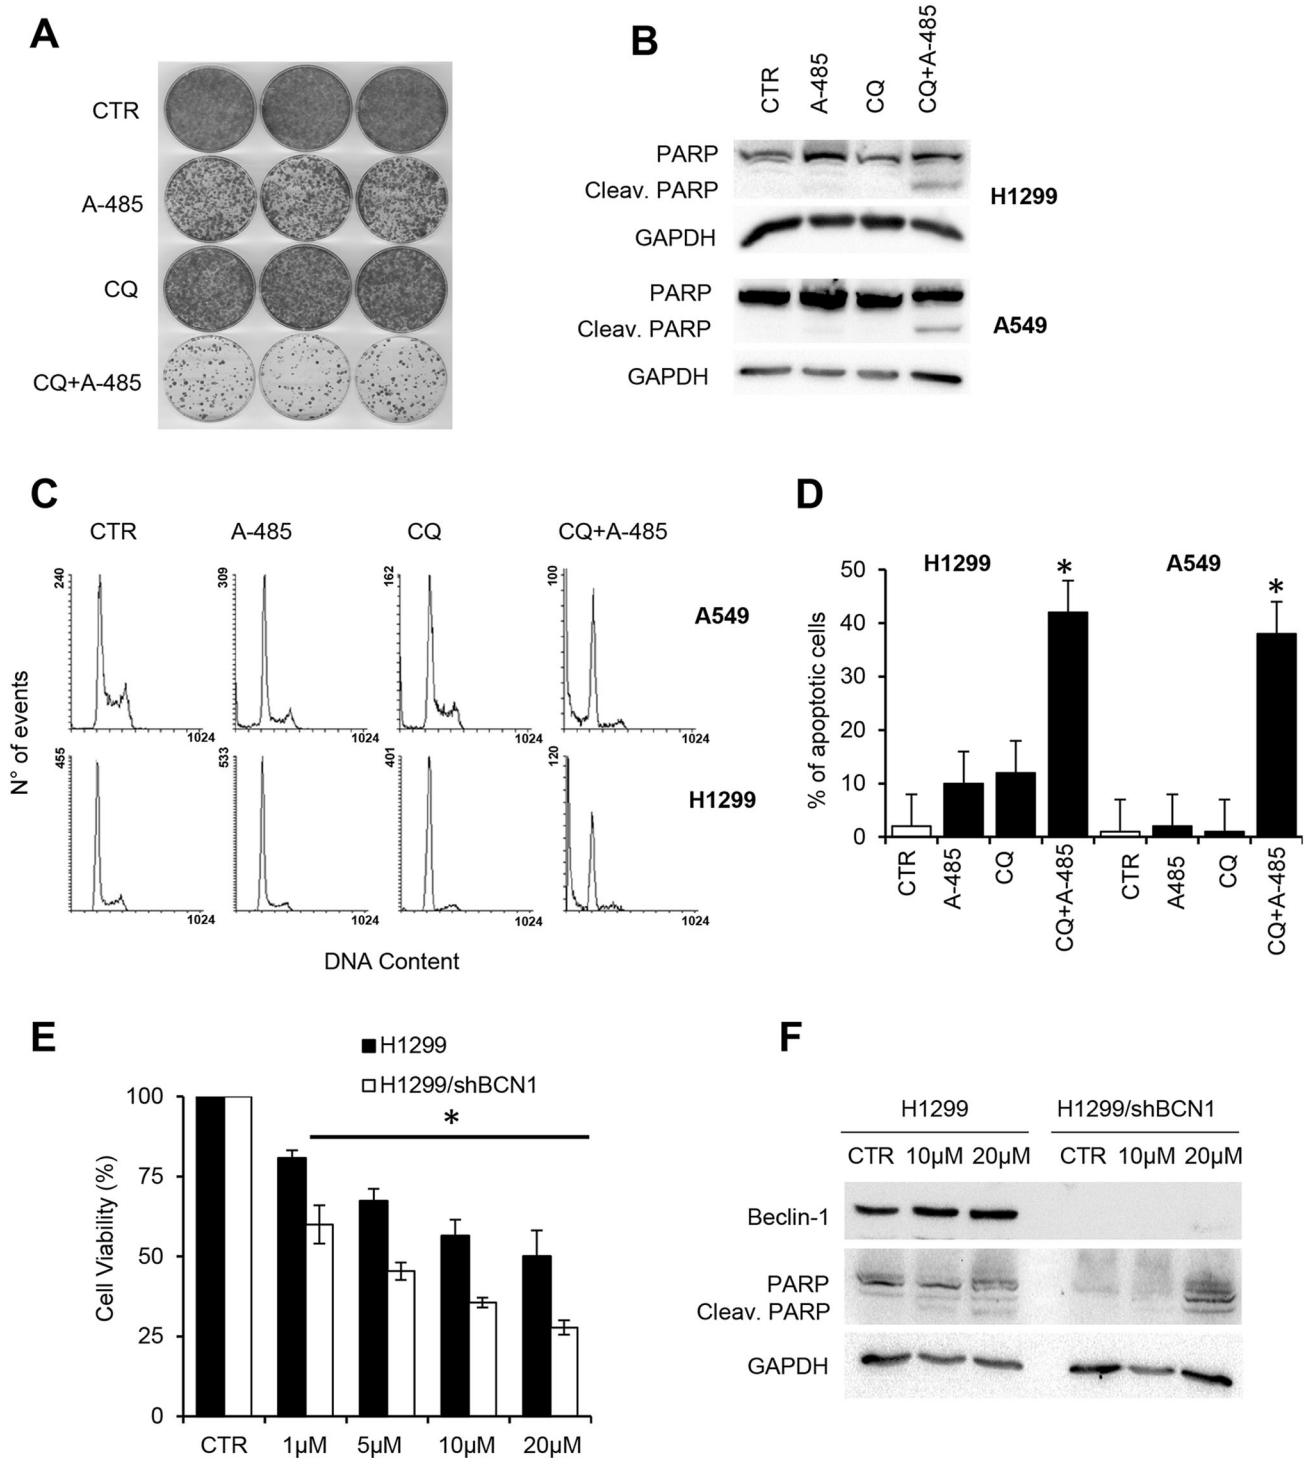 A
CTR
A-485
CQ
CQ+A-485
B
CTR
A-485
CQ
CQ+A-485
PARP
Cleav. PARP
GAPDH
H1299
PARP
Cleav. PARP
GAPDH
A549
C
CTR A-485 CQ CQ+A-485
N° of events
240 309 162 100
A549
1024 1024 1024 1024
455 533 401 120
H1299
1024 1024 1024 1024
DNA Content
D
% of apoptotic cells
H1299 * A549 *
50
40
30
20
10
0
CTR
A-485
CQ
CQ+A-485
CTR
A485
CQ
CQ+A-485
E
H1299
H1299/shBCN1
*
Cell Viability (%)
100
75
50
25
0
CTR 1µM 5µM 10µM 20µM
F
H1299 H1299/shBCN1
CTR 10µM 20µM CTR 10µM 20µM
Beclin-1
PARP
Cleav. PARP
GAPDH